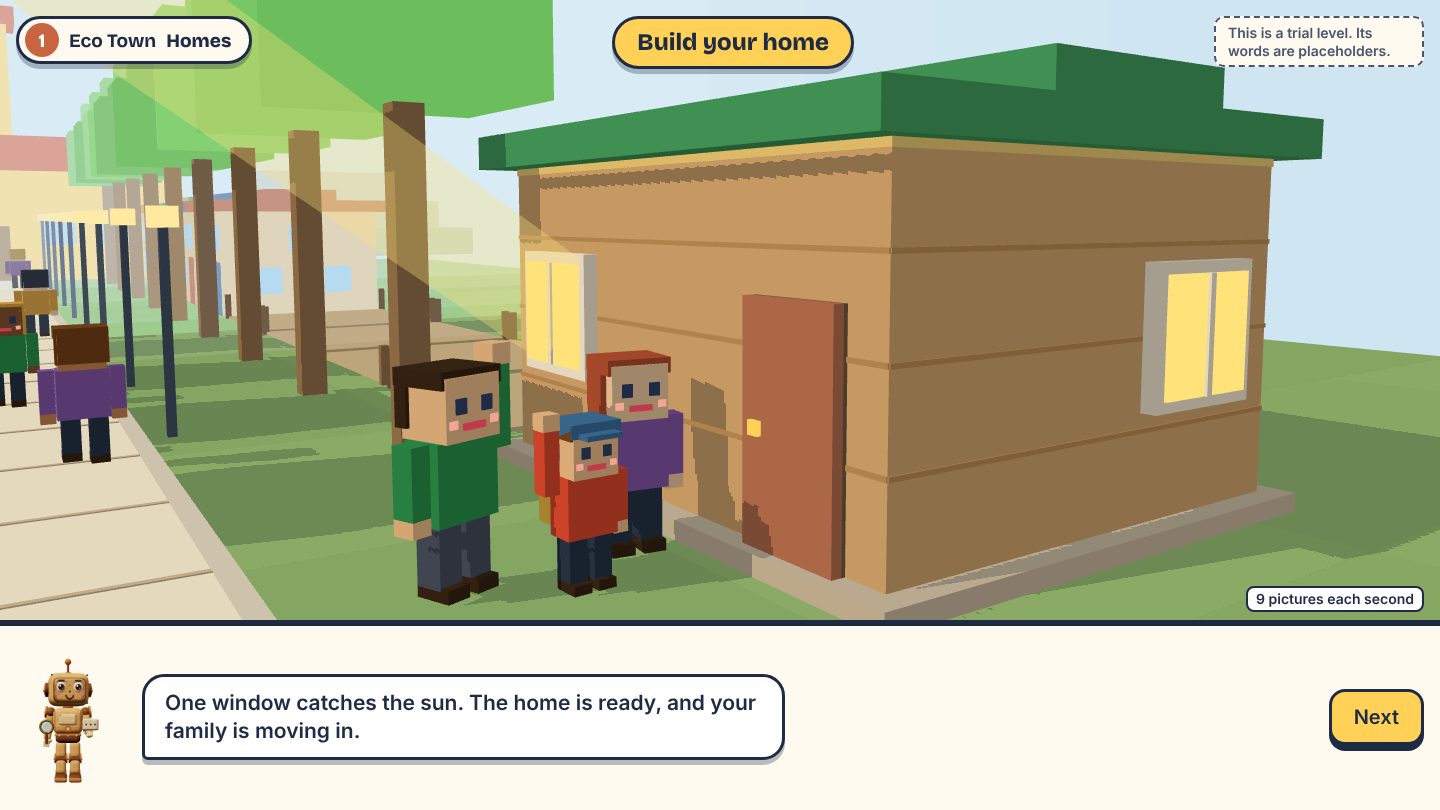 1 Eco Town Homes
Build your home
This is a trial level. Its
words are placeholders.
9 pictures each second
One window catches the sun. The home is ready, and your
family is moving in.
Next